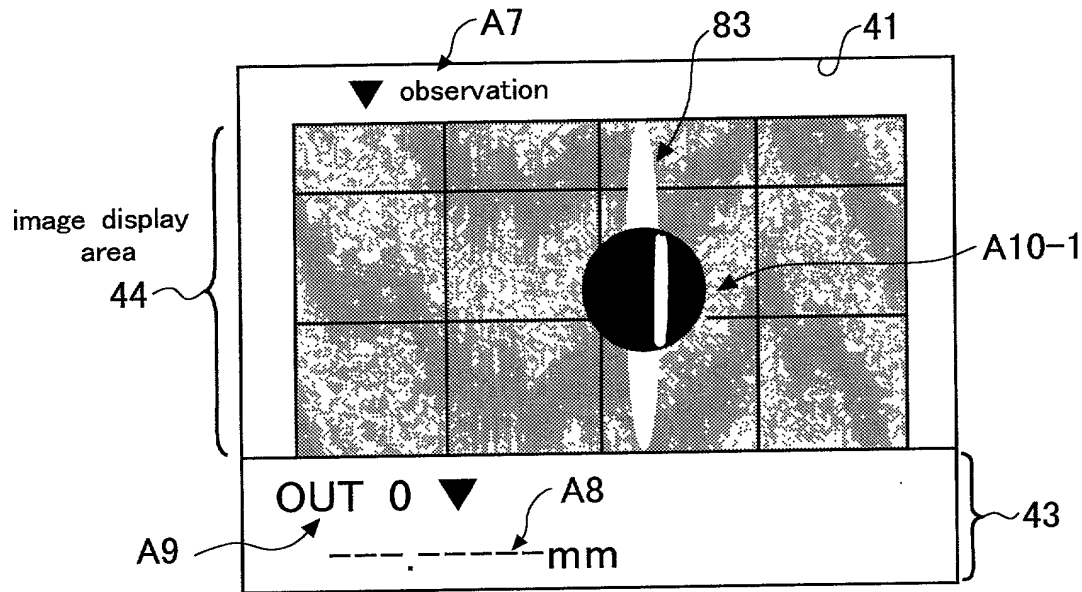 A7
83
41
▼ observation
image display
area
44
A10-1
OUT 0 ▼
A8
43
A9
---.-----mm